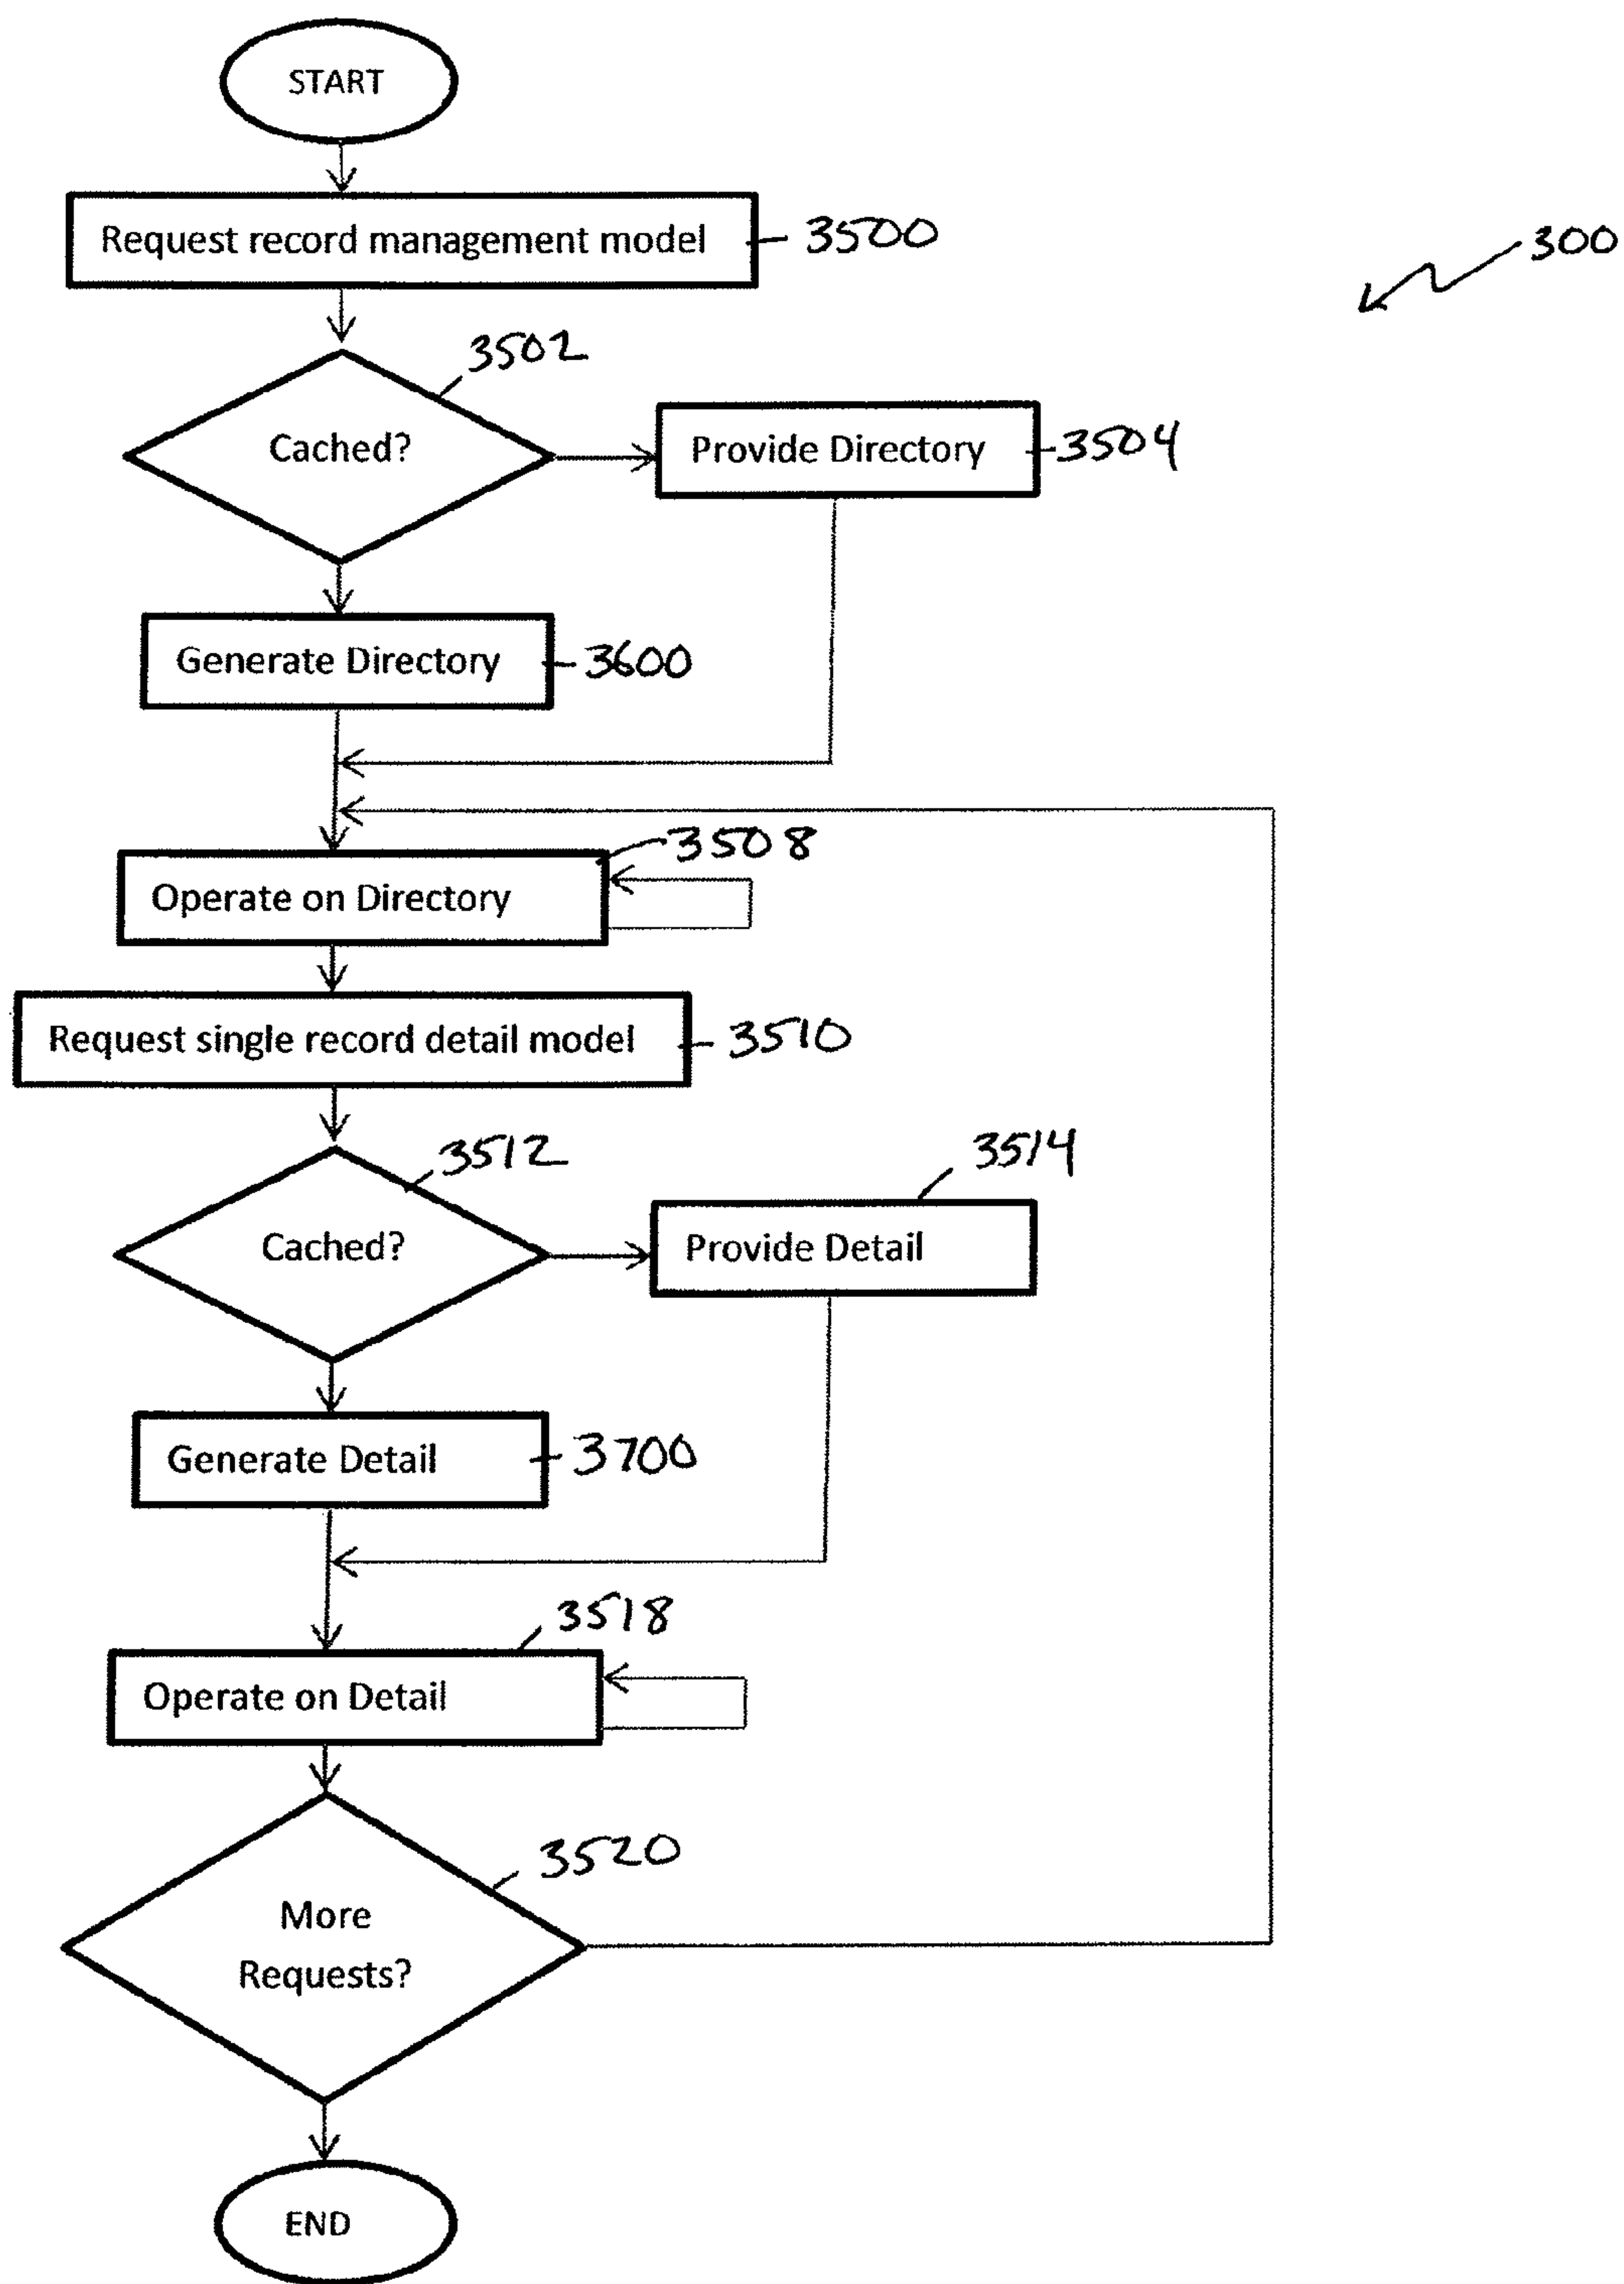 START
Request record management model 3500
300
3502
Cached?
Provide Directory 3504
Generate Directory 3600
3508
Operate on Directory
Request single record detail model 3510
3512
3514
Cached?
Provide Detail
Generate Detail 3700
3518
Operate on Detail
3520
More
Requests?
END